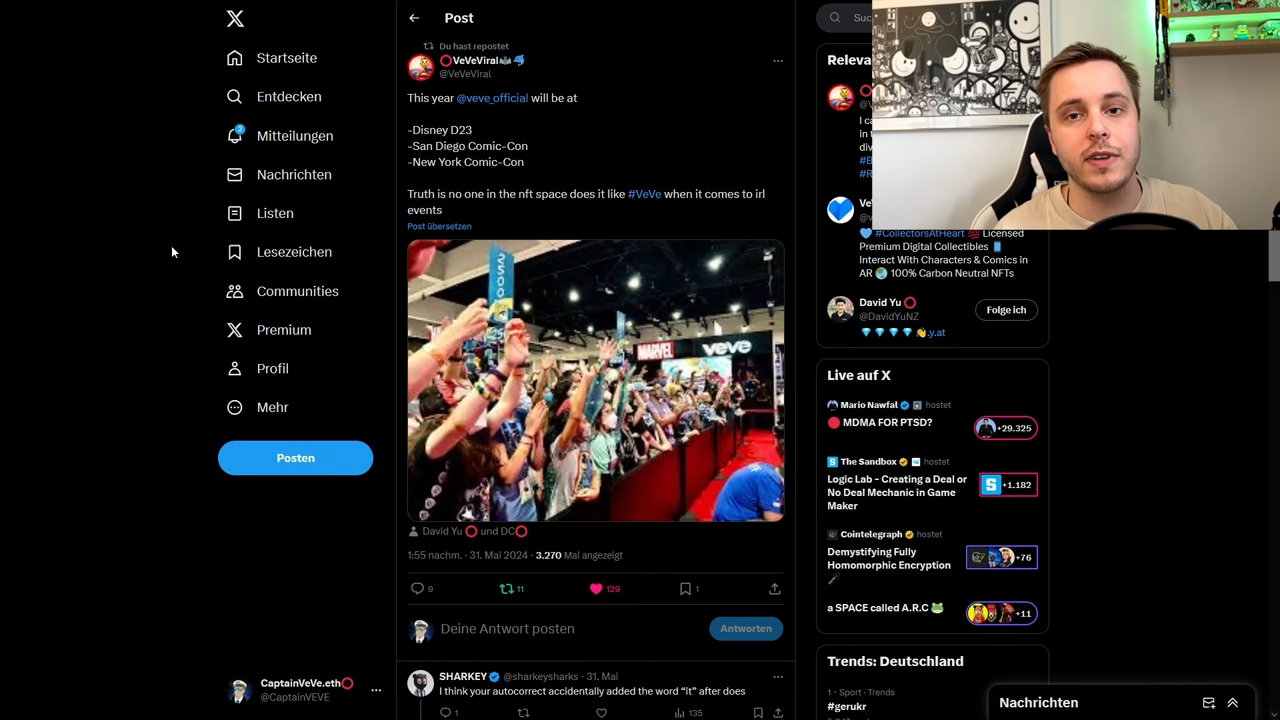 Startseite
Entdecken
2
Mitteilungen
Nachrichten
Listen
Lesezeichen
Communities
Premium
Profil
Mehr
Posten
CaptainVeVe.eth
@CaptainVEVE
Post
Du hast repostet
VeVeViral
@VeVeViral
This year @veve_official will be at
-Disney D23
-San Diego Comic-Con
-New York Comic-Con
Truth is no one in the nft space does it like #VeVe when it comes to irl
events
Post übersetzen
MARVEL
veve
David Yu und DC
1:55 nachm. · 31. Mai 2024 · 3.270 Mal angezeigt
9
11
129
1
Deine Antwort posten
Antworten
SHARKEY @sharkeysharks · 31. Mai
I think your autocorrect accidentally added the word “it” after does
1
135
Suc
Releva
I ca
in t
div
#B
#R
Ve
#CollectorsAtHeart Licensed
Premium Digital Collectibles
Interact With Characters & Comics in
AR 100% Carbon Neutral NFTs
David Yu
@DavidYuNZ
.y.at
Folge ich
Live auf X
Mario Nawfal hostet
MDMA FOR PTSD?
+29.325
The Sandbox hostet
Logic Lab - Creating a Deal or
No Deal Mechanic in Game
Maker
+1.182
Cointelegraph hostet
Demystifying Fully
Homomorphic Encryption
+76
a SPACE called A.R.C
+11
Trends: Deutschland
1 · Sport · Trends
#gerukr
Nachrichten